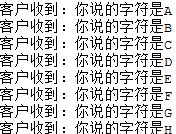 客户收到：你说的字符是A
客户收到：你说的字符是B
客户收到：你说的字符是C
客户收到：你说的字符是D
客户收到：你说的字符是E
客户收到：你说的字符是F
客户收到：你说的字符是G
客户收到：你说的字符是H